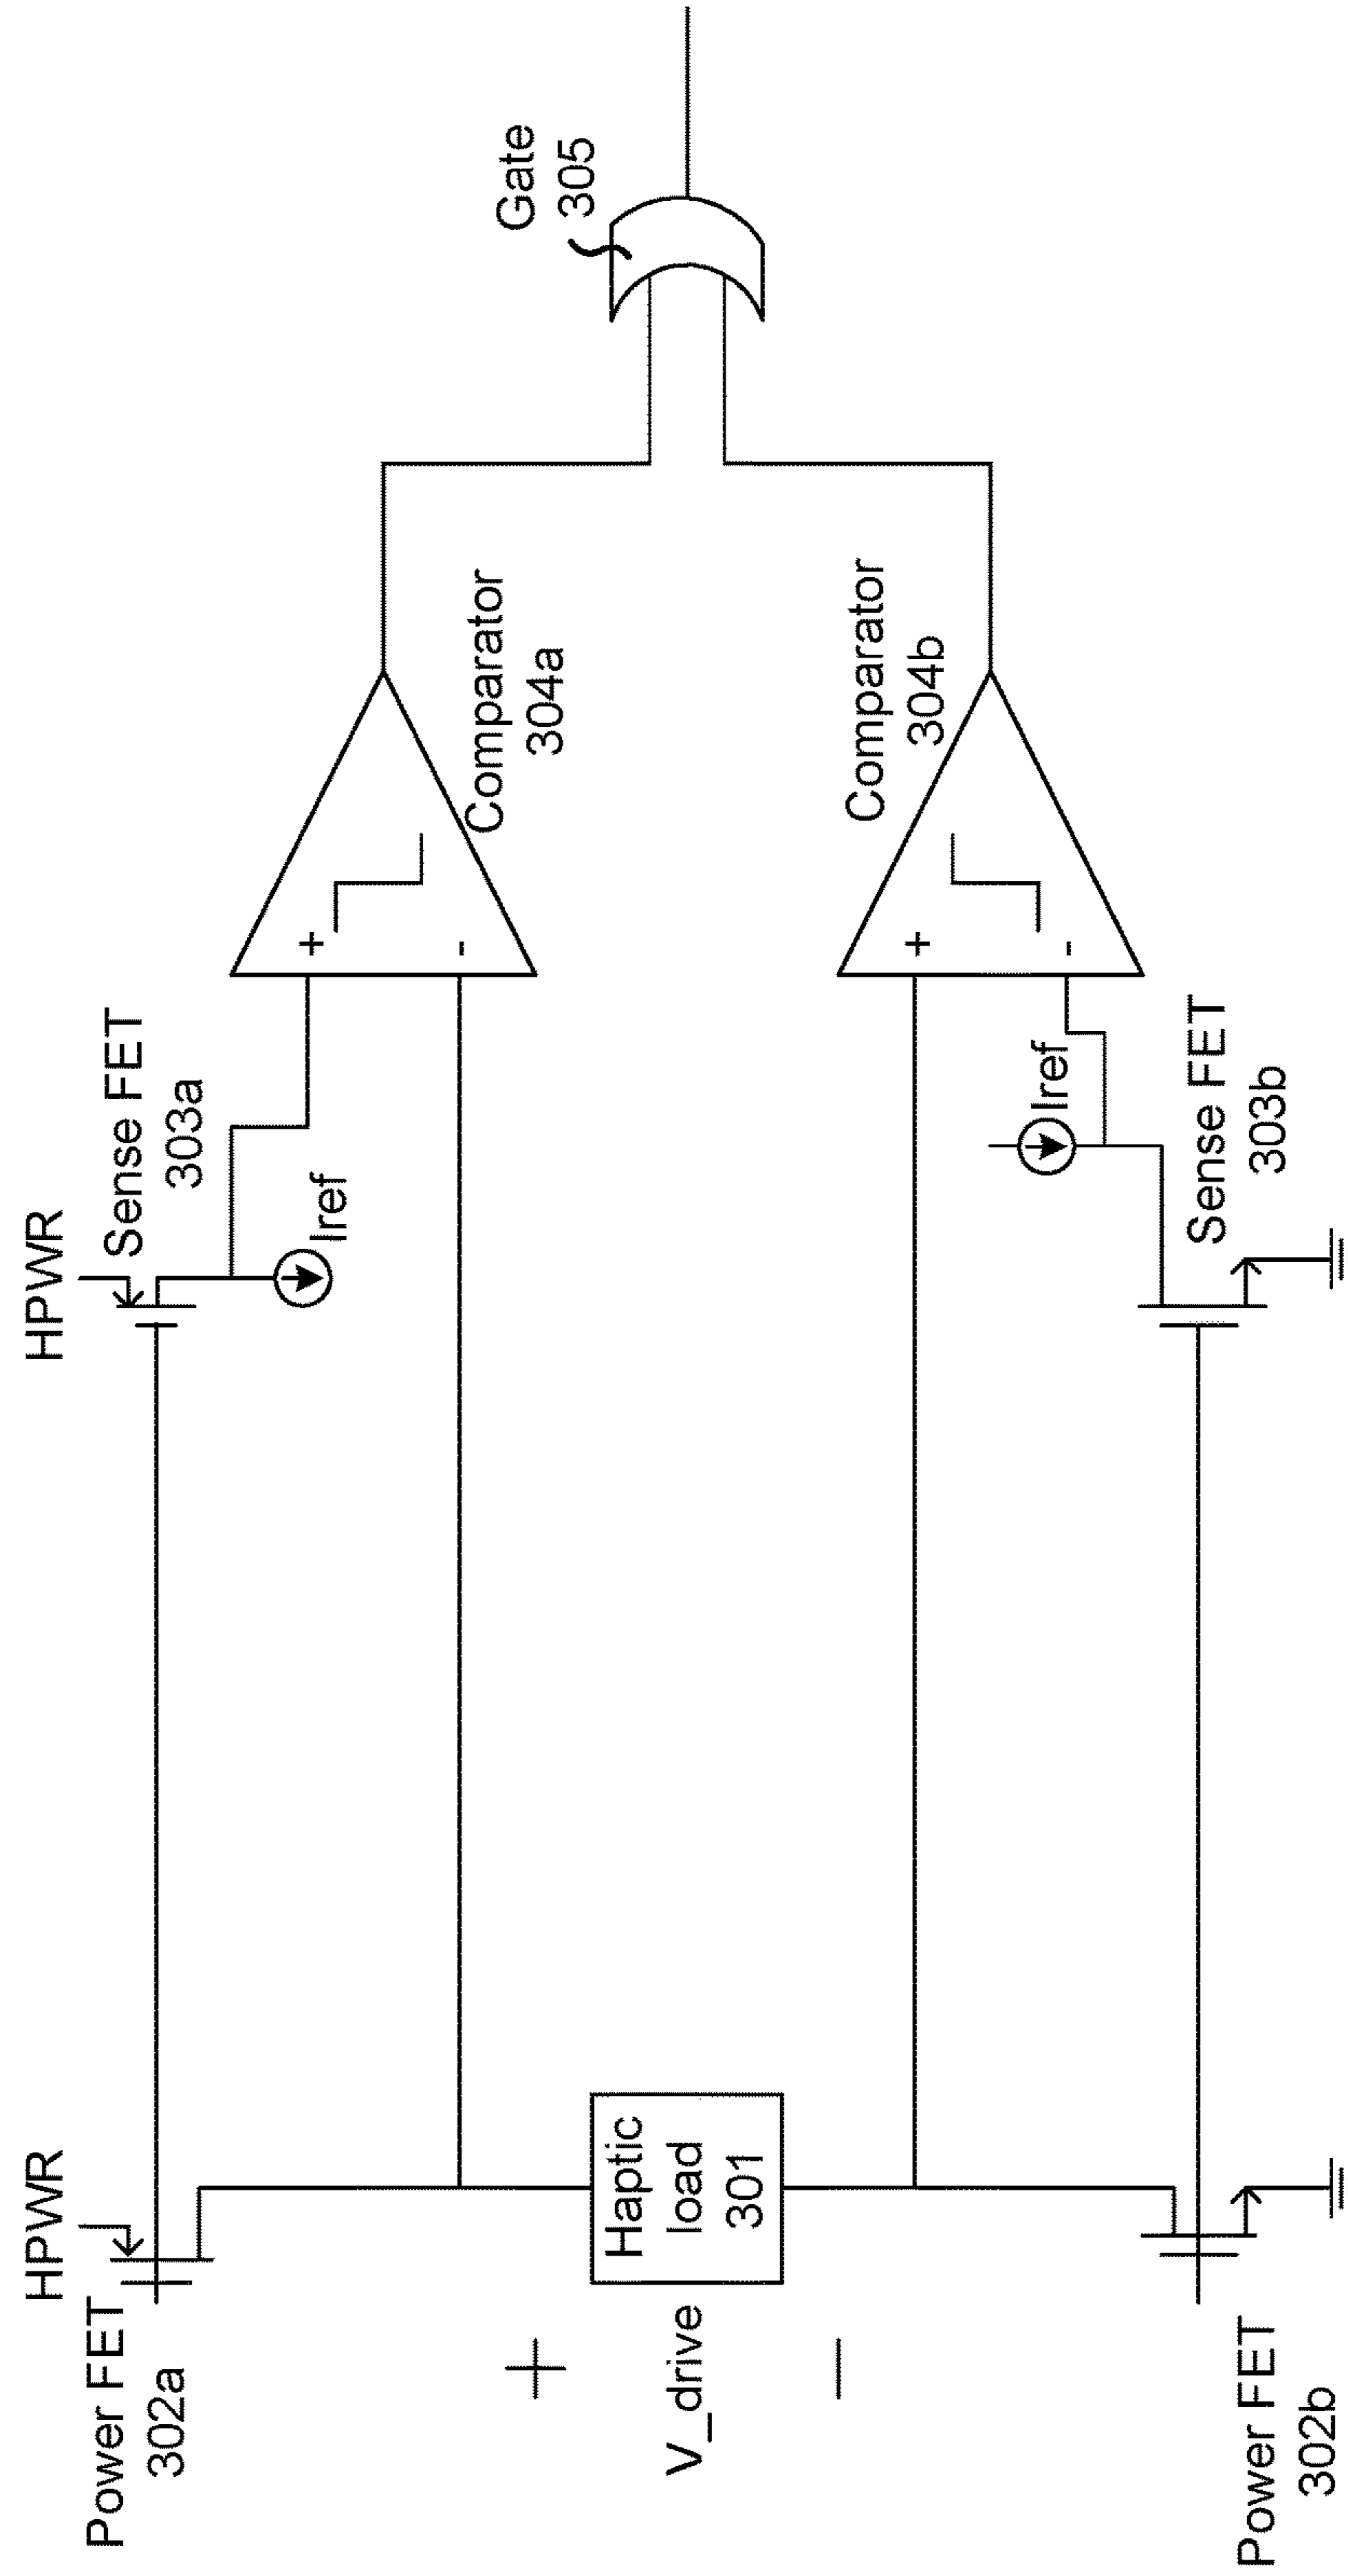 HPWR
Power FET
302a
HPWR
Sense FET
303a
Iref
+
-
Comparator
304a
Gate
305
+
V_drive
–
Haptic
load
301
Comparator
304b
+
-
Iref
Sense FET
303b
Power FET
302b